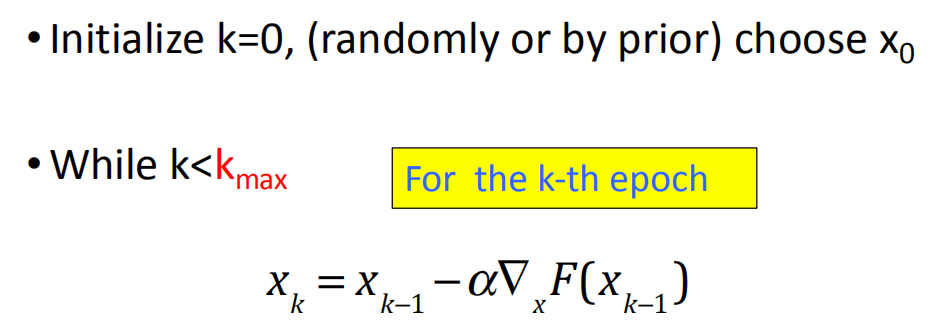 • Initialize k=0, (randomly or by prior) choose x₀
• While k<kₘₐₓ
For the k-th epoch
xₖ = xₖ₋₁ − α∇ₓF(xₖ₋₁)